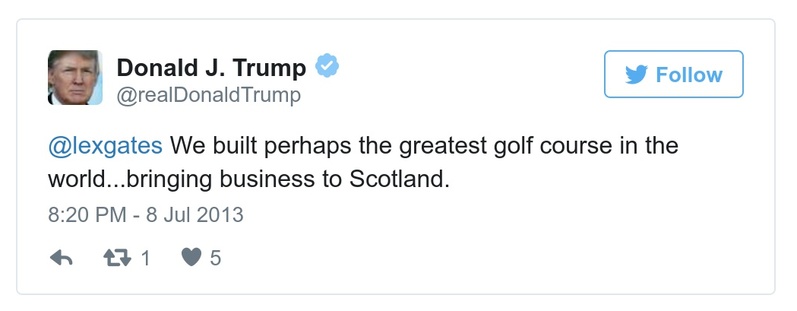 Donald J. Trump
@realDonaldTrump
Follow
@lexgates We built perhaps the greatest golf course in the
world...bringing business to Scotland.
8:20 PM - 8 Jul 2013
1 5